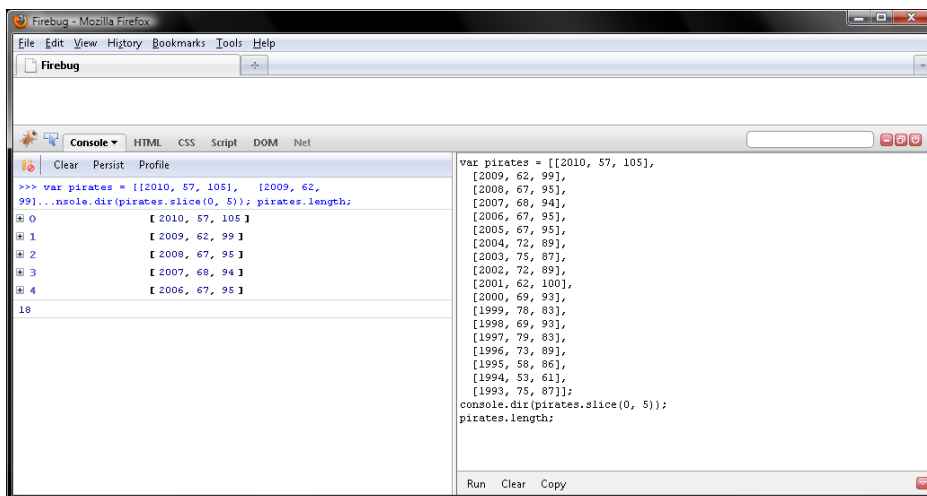 Firebug - Mozilla Firefox
File Edit View History Bookmarks Tools Help
Firebug
Console HTML CSS Script DOM Net
Clear Persist Profile
>>> var pirates = [[2010, 57, 105], [2009, 62,
99]...nsole.dir(pirates.slice(0, 5)); pirates.length;
0 [ 2010, 57, 105 ]
1 [ 2009, 62, 99 ]
2 [ 2008, 67, 95 ]
3 [ 2007, 68, 94 ]
4 [ 2006, 67, 95 ]
18
var pirates = [[2010, 57, 105],
[2009, 62, 99],
[2008, 67, 95],
[2007, 68, 94],
[2006, 67, 95],
[2005, 67, 95],
[2004, 72, 89],
[2003, 75, 87],
[2002, 72, 89],
[2001, 62, 100],
[2000, 69, 93],
[1999, 78, 83],
[1998, 69, 93],
[1997, 79, 83],
[1996, 73, 89],
[1995, 58, 86],
[1994, 53, 61],
[1993, 75, 87]];
console.dir(pirates.slice(0, 5));
pirates.length;
Run Clear Copy